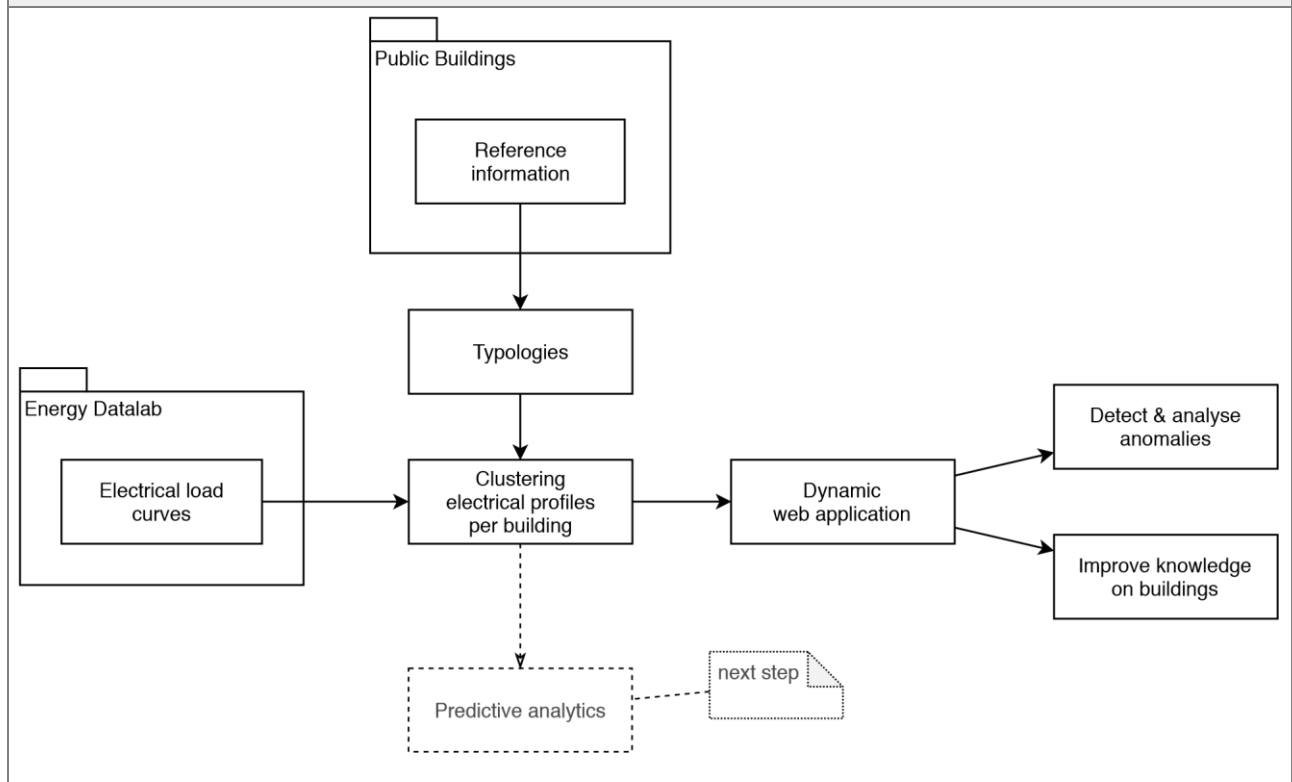 Public Buildings
Reference
information
Typologies
Energy Datalab
Electrical load
curves
Clustering
electrical profiles
per building
Dynamic
web application
Detect & analyse
anomalies
Improve knowledge
on buildings
Predictive analytics
next step